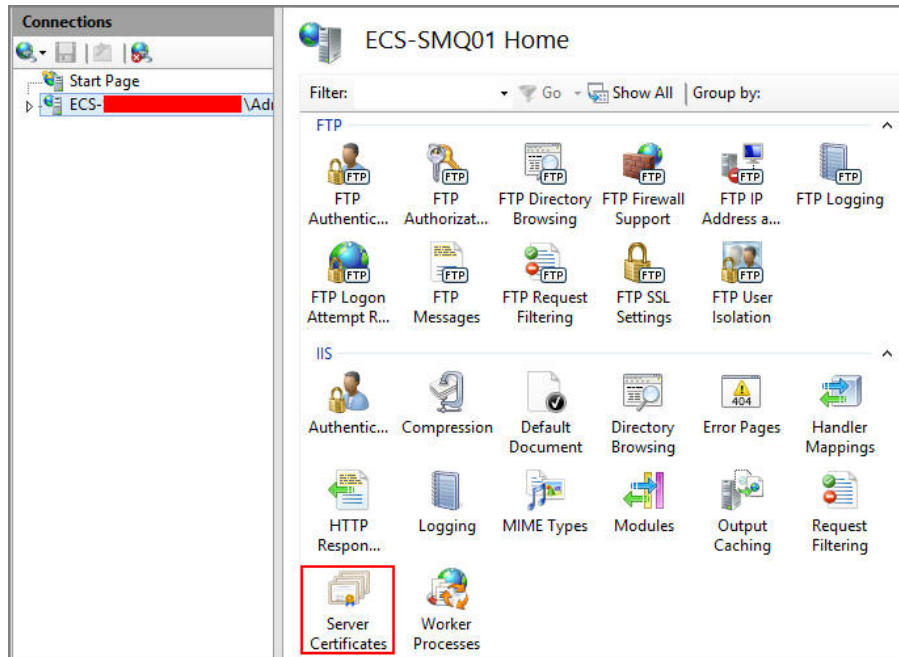 Connections
Start Page
ECS- \Adı
ECS-SMQ01 Home
Filter: Go Show All Group by:
FTP
FTP FTP FTP FTP FTP FTP
FTP Authentic...
FTP Authorizat...
FTP Directory Browsing
FTP Firewall Support
FTP IP Address a...
FTP Logging
FTP FTP FTP FTP FTP
FTP Logon Attempt R...
FTP Messages
FTP Request Filtering
FTP SSL Settings
FTP User Isolation
IIS
404
Authentic...
Compression
Default Document
Directory Browsing
Error Pages
Handler Mappings
HTTP Respon...
Logging
MIME Types
Modules
Output Caching
Request Filtering
Server Certificates
Worker Processes